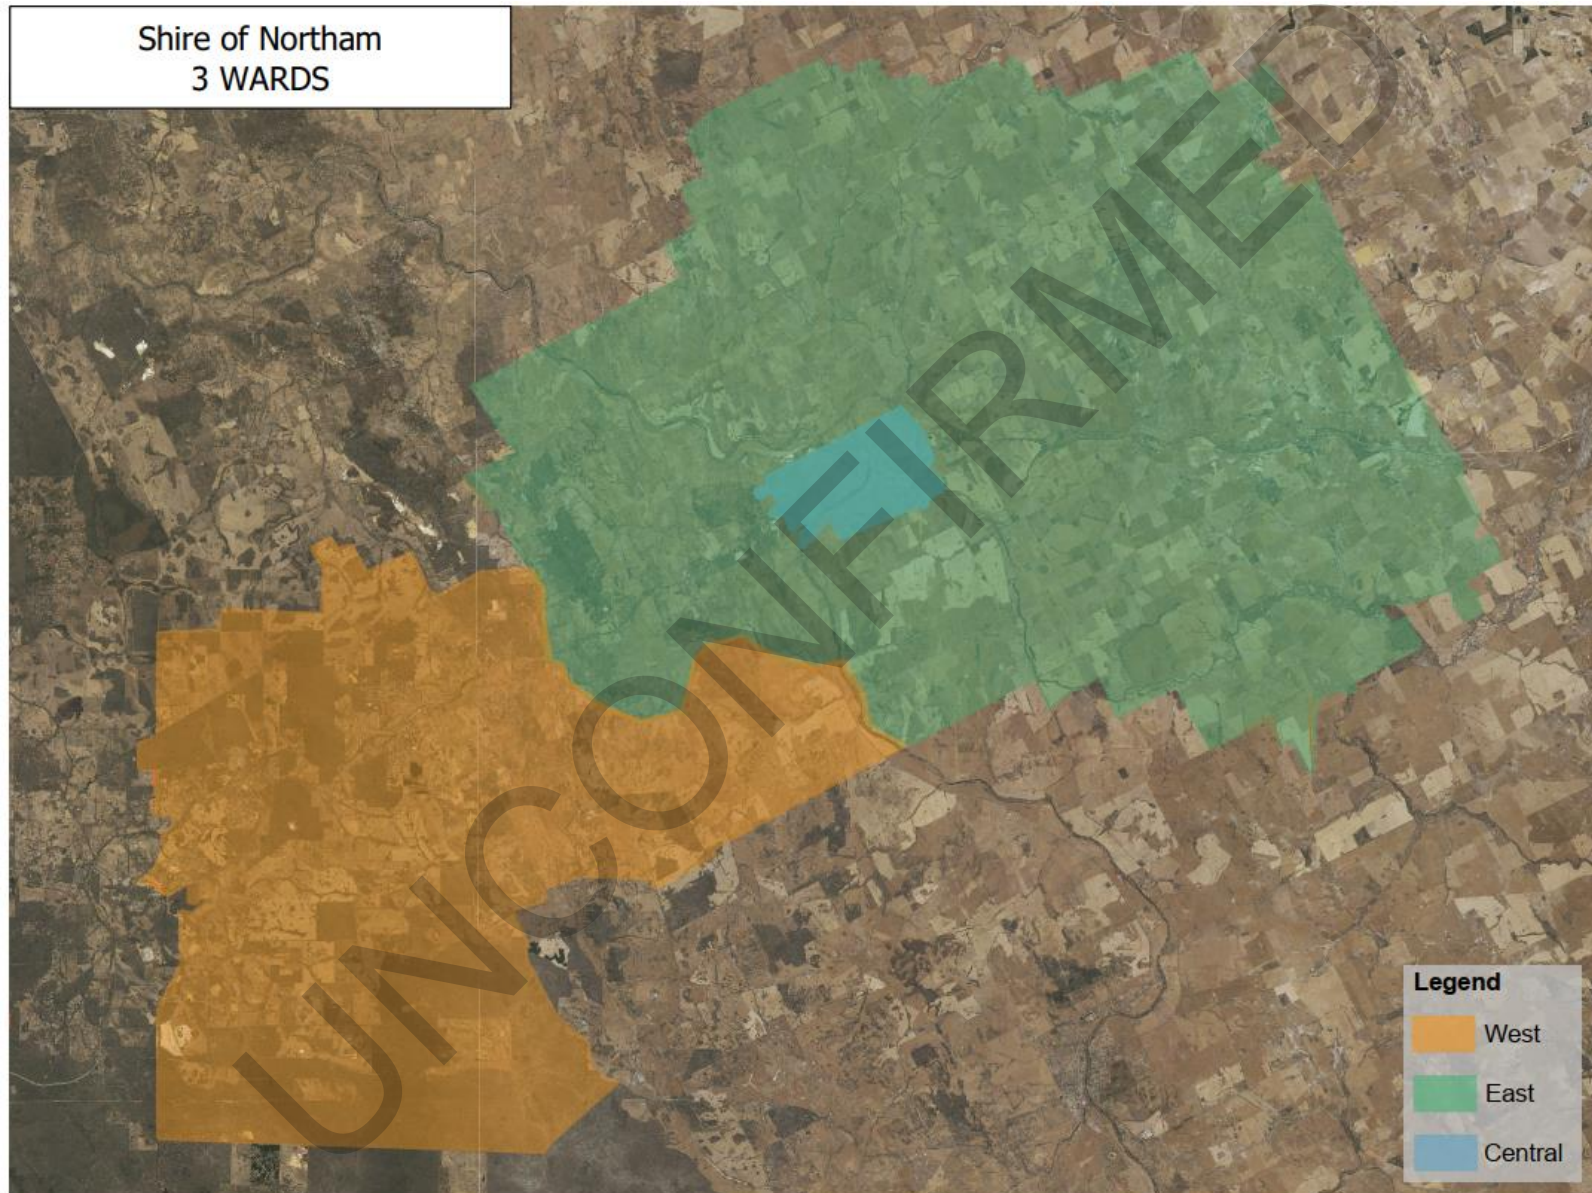 Shire of Northam
3 WARDS
UNCONFIRMED
Legend
West
East
Central